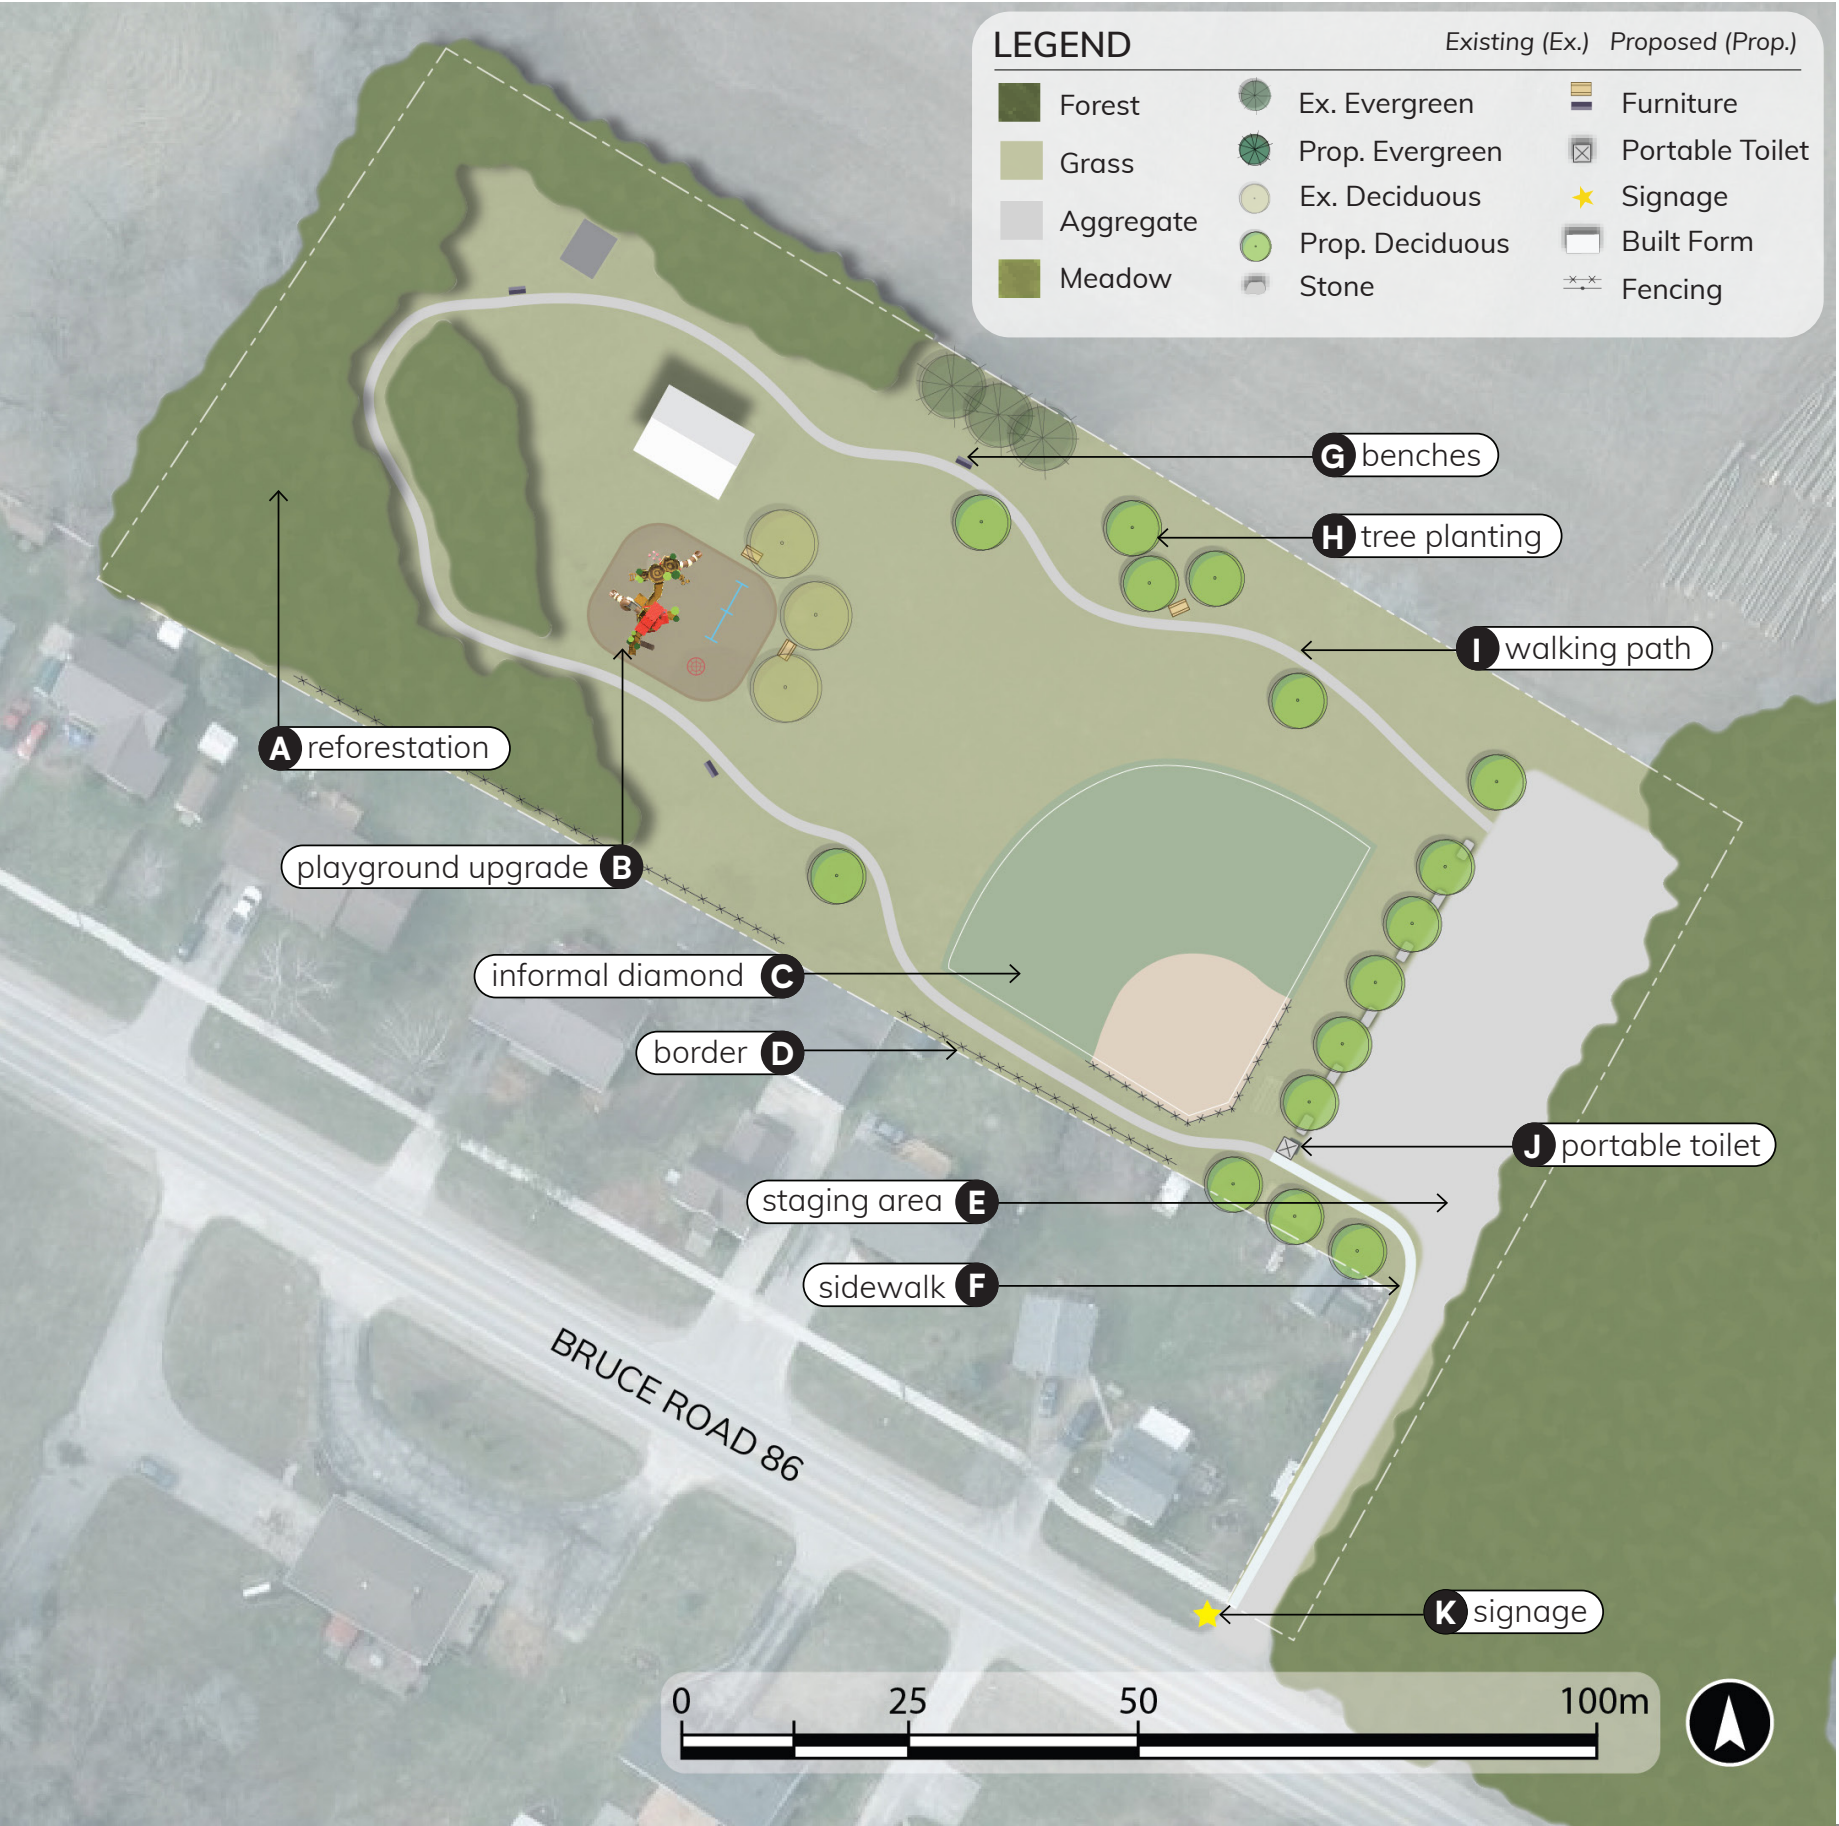 LEGEND
Existing (Ex.) Proposed (Prop.)
Forest
Grass
Aggregate
Meadow
Ex. Evergreen
Prop. Evergreen
Ex. Deciduous
Prop. Deciduous
Stone
Furniture
Portable Toilet
Signage
Built Form
Fencing
G benches
H tree planting
I walking path
A reforestation
playground upgrade B
informal diamond C
border D
J portable toilet
staging area E
sidewalk F
BRUCE ROAD 86
K signage
0 25 50 100m